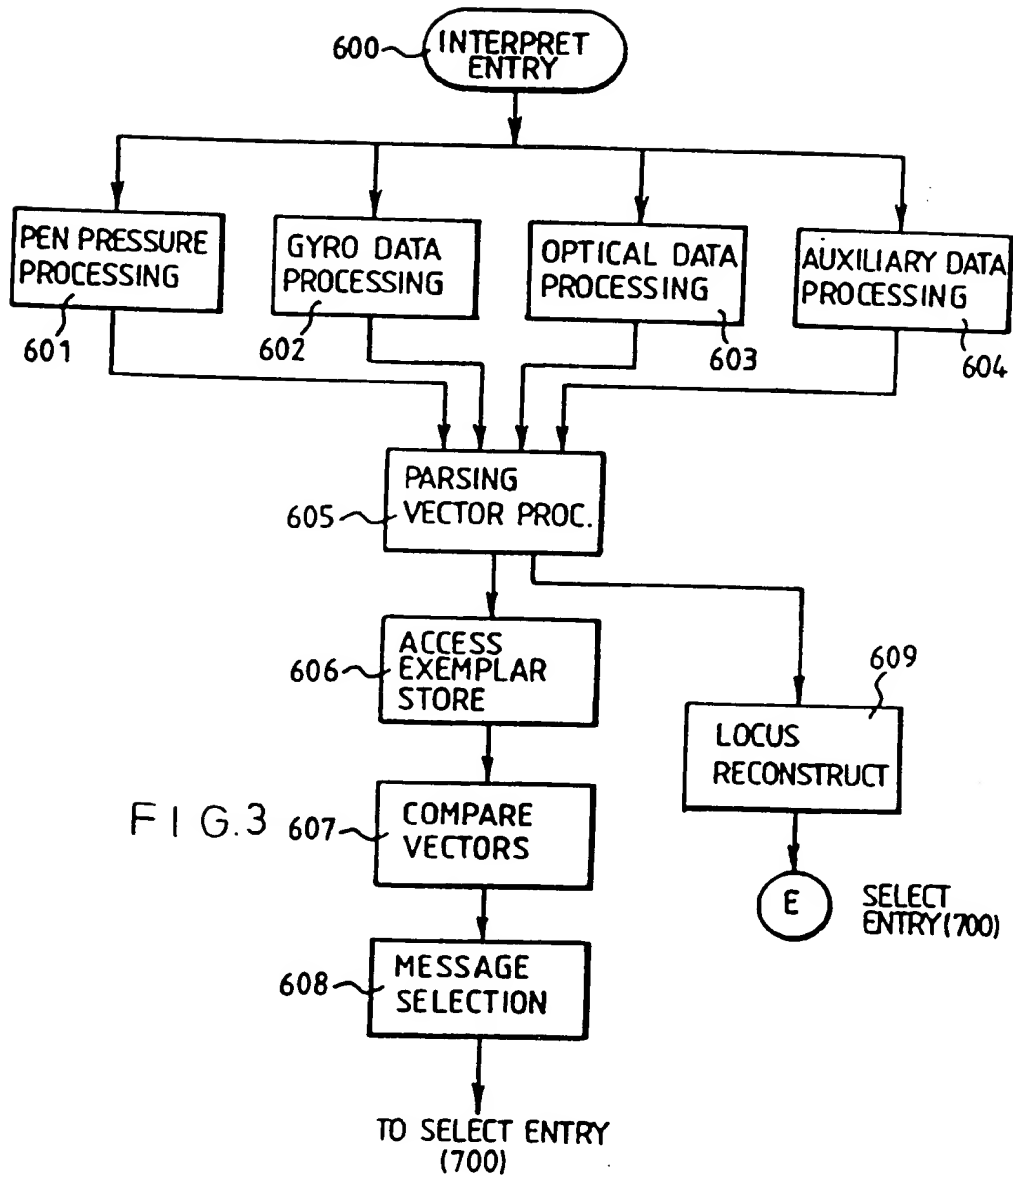 600
INTERPRET
ENTRY
PEN PRESSURE
PROCESSING
601
GYRO DATA
PROCESSING
602
OPTICAL DATA
PROCESSING
603
AUXILIARY DATA
PROCESSING
604
PARSING
VECTOR PROC.
605
ACCESS
EXEMPLAR
STORE
606
609
LOCUS
RECONSTRUCT
FIG.3
607
COMPARE
VECTORS
E
SELECT
ENTRY(700)
608
MESSAGE
SELECTION
TO SELECT ENTRY
(700)